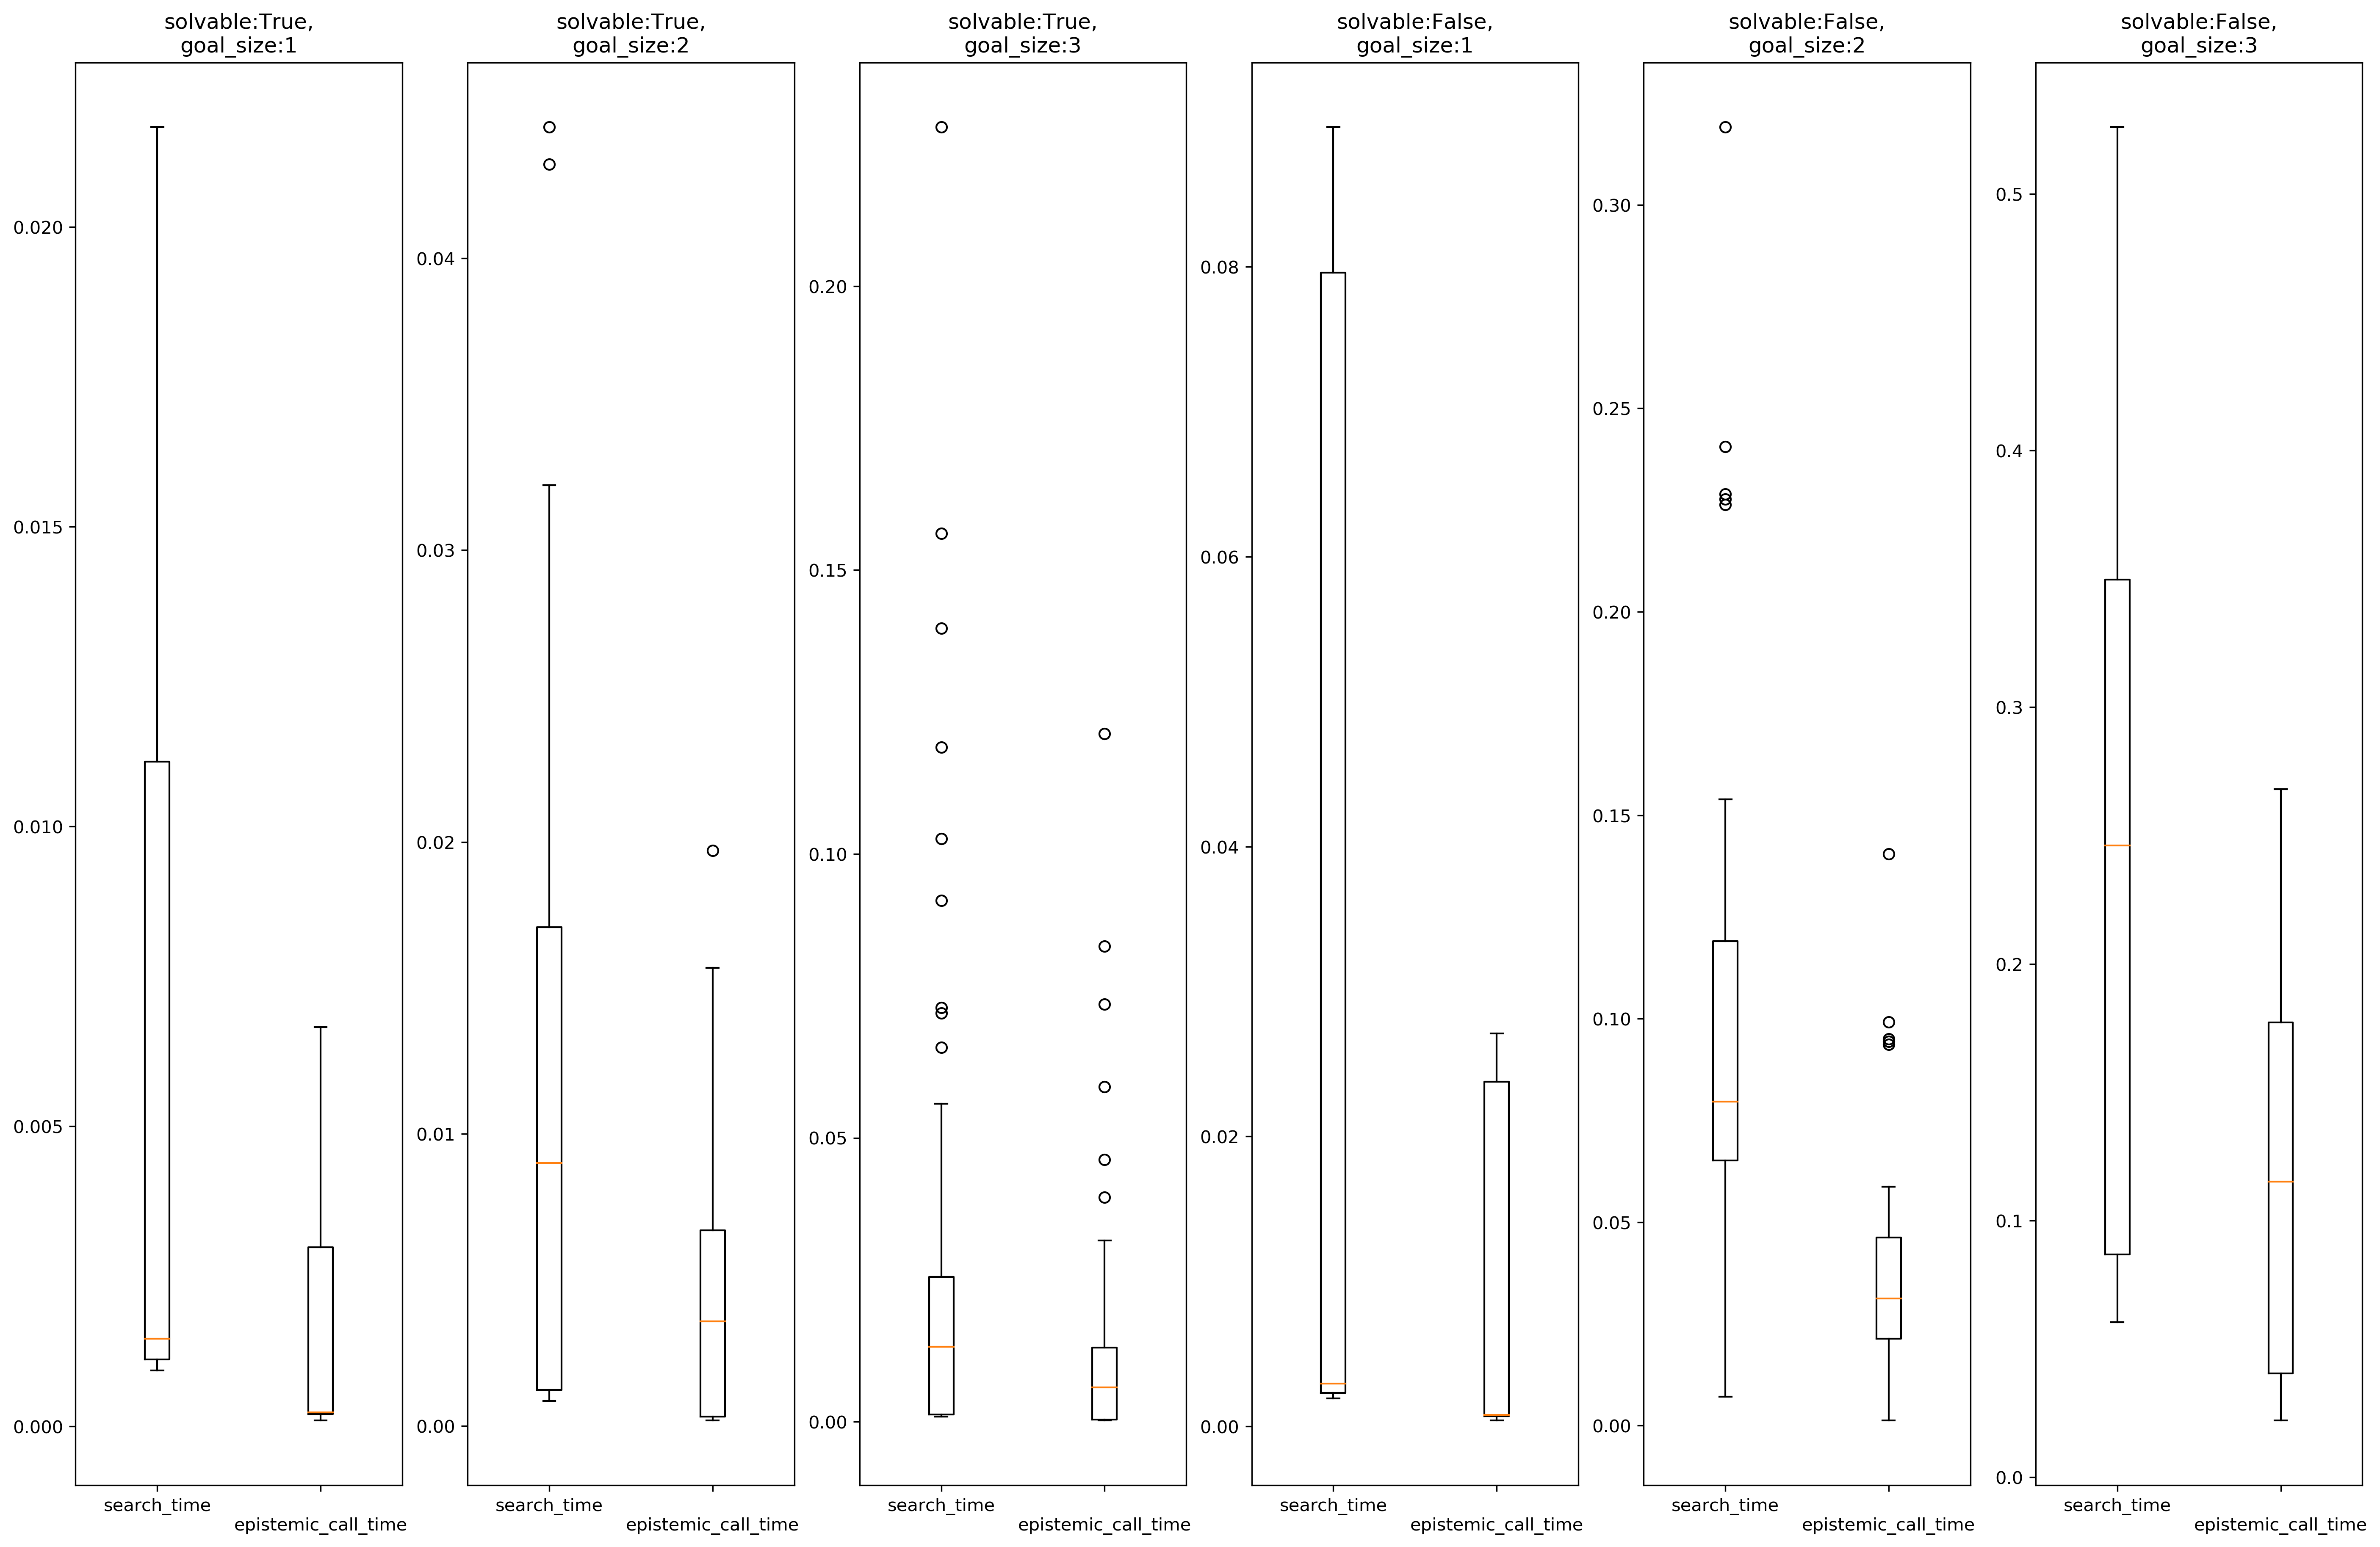 solvable:True,
goal_size:1
0.020
0.015
0.010
0.005
0.000
search_time
epistemic_call_time
solvable:True,
goal_size:2
0.04
0.03
0.02
0.01
0.00
search_time
epistemic_call_time
solvable:True,
goal_size:3
0.20
0.15
0.10
0.05
0.00
search_time
epistemic_call_time
solvable:False,
goal_size:1
0.08
0.06
0.04
0.02
0.00
search_time
epistemic_call_time
solvable:False,
goal_size:2
0.30
0.25
0.20
0.15
0.10
0.05
0.00
search_time
epistemic_call_time
solvable:False,
goal_size:3
0.5
0.4
0.3
0.2
0.1
0.0
search_time
epistemic_call_time